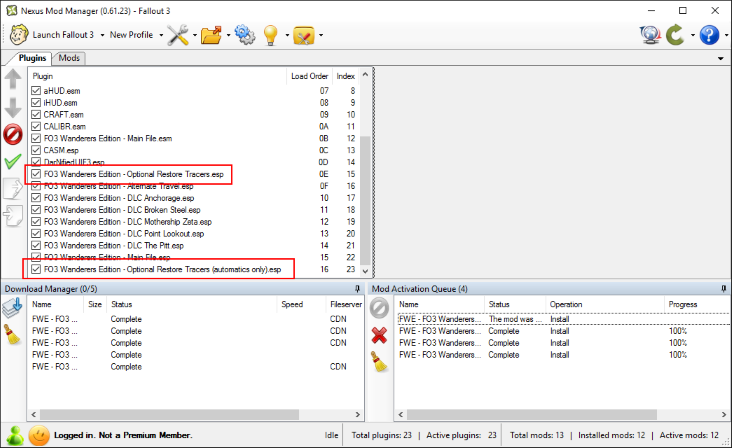 Nexus Mod Manager (0.61.23) - Fallout 3
Launch Fallout 3 New Profile
Plugins Mods
Plugin Load Order Index
aHUD.esm 07 8
iHUD.esm 08 9
CRAFT.esm 09 10
CALIBR.esm 0A 11
FO3 Wanderers Edition - Main File.esm 0B 12
CASM.esp 0C 13
DarNifiedUIF3.esp 0D 14
FO3 Wanderers Edition - Optional Restore Tracers.esp 0E 15
FO3 Wanderers Edition - Alternate Travel.esp 0F 16
FO3 Wanderers Edition - DLC Anchorage.esp 10 17
FO3 Wanderers Edition - DLC Broken Steel.esp 11 18
FO3 Wanderers Edition - DLC Mothership Zeta.esp 12 19
FO3 Wanderers Edition - DLC Point Lookout.esp 13 20
FO3 Wanderers Edition - DLC The Pitt.esp 14 21
FO3 Wanderers Edition - Main File.esp 15 22
FO3 Wanderers Edition - Optional Restore Tracers (automatics only).esp 16 23
Download Manager (0/5)
Name Size Status Speed Fileserver
FWE - FO3 ... Complete CDN
FWE - FO3 ... Complete CDN
FWE - FO3 ... Complete CDN
FWE - FO3 ... Complete CDN
FWE - FO3 ... Complete CDN
Mod Activation Queue (4)
Name Status Operation Progress
FWE - FO3 Wanderers... The mod was ... Install
FWE - FO3 Wanderers... Complete Install 100%
FWE - FO3 Wanderers... Complete Install 100%
FWE - FO3 Wanderers... Complete Install 100%
Logged in. Not a Premium Member. Idle Total plugins: 23 | Active plugins: 23 Total mods: 13 | Installed mods: 12 | Active mods: 12